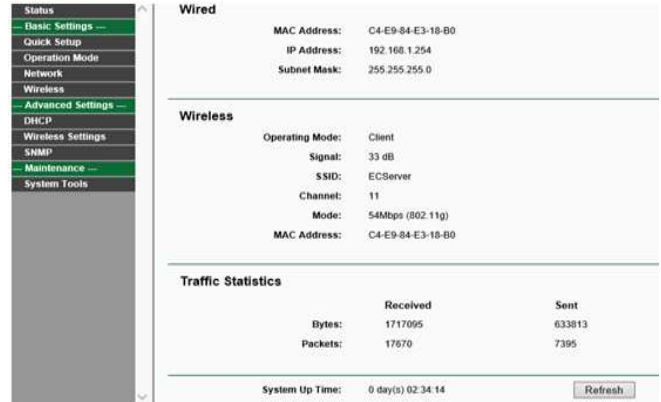 Status
--- Basic Settings ---
Quick Setup
Operation Mode
Network
Wireless
--- Advanced Settings ---
DHCP
Wireless Settings
SNMP
--- Maintenance ---
System Tools
Wired
MAC Address: C4-E9-84-E3-18-B0
IP Address: 192.168.1.254
Subnet Mask: 255.255.255.0
Wireless
Operating Mode: Client
Signal: 33 dB
SSID: ECServer
Channel: 11
Mode: 54Mbps (802.11g)
MAC Address: C4-E9-84-E3-18-B0
Traffic Statistics
Received Sent
Bytes: 1717095 633813
Packets: 17670 7395
System Up Time: 0 day(s) 02:34:14 Refresh